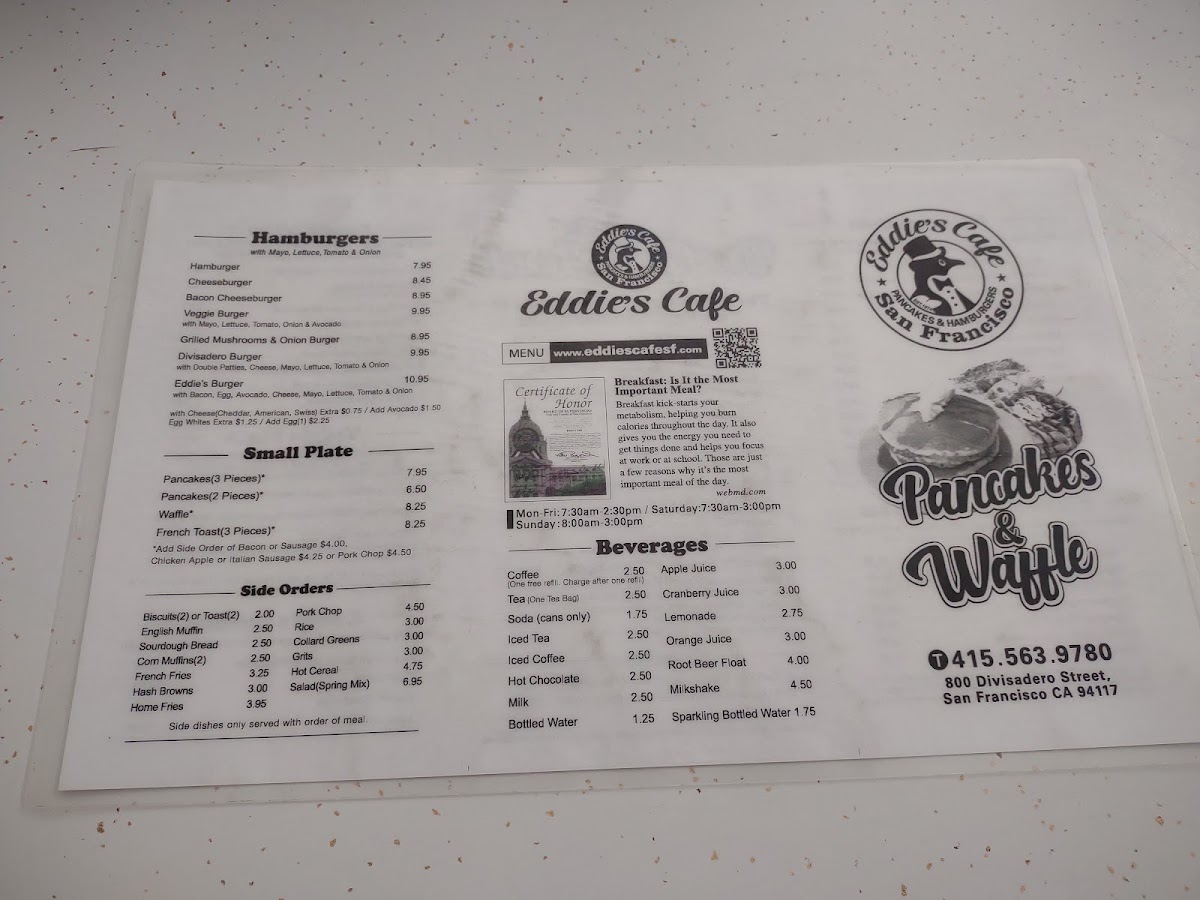 Hamburgers
with Mayo, Lettuce, Tomato & Onion
Hamburger 7.95
Cheeseburger 8.45
Bacon Cheeseburger 8.95
Veggie Burger 9.95
with Mayo, Lettuce, Tomato, Onion & Avocado
Grilled Mushrooms & Onion Burger 8.95
Divisadero Burger 9.95
with Double Patties, Cheese, Mayo, Lettuce, Tomato & Onion
Eddie's Burger 10.95
with Bacon, Egg, Avocado, Cheese, Mayo, Lettuce, Tomato & Onion
with Cheese(Cheddar, American, Swiss) Extra $0.75 / Add Avocado $1.50
Egg Whites Extra $1.25 / Add Egg(1) $2.25
Small Plate
Pancakes(3 Pieces)* 7.95
Pancakes(2 Pieces)* 6.50
Waffle* 8.25
French Toast(3 Pieces)* 8.25
*Add Side Order of Bacon or Sausage $4.00,
Chicken Apple or Italian Sausage $4.25 or Pork Chop $4.50
Side Orders
Biscuits(2) or Toast(2) 2.00
English Muffin 2.50
Sourdough Bread 2.50
Corn Muffins(2) 2.50
French Fries 3.25
Hash Browns 3.00
Home Fries 3.95
Pork Chop 4.50
Rice 3.00
Collard Greens 3.00
Grits 3.00
Hot Cereal 4.75
Salad(Spring Mix) 6.95
Side dishes only served with order of meal.
Eddie's Cafe
PANCAKES & HAMBURGERS
San Francisco
Eddie's Cafe
MENU www.eddiescafesf.com
Certificate of
Honor
Breakfast: Is It the Most
Important Meal?
Breakfast kick-starts your
metabolism, helping you burn
calories throughout the day. It also
gives you the energy you need to
get things done and helps you focus
at work or at school. Those are just
a few reasons why it's the most
important meal of the day.
webmd.com
Mon-Fri:7:30am-2:30pm / Saturday:7:30am-3:00pm
Sunday:8:00am-3:00pm
Beverages
Coffee 2.50
(One free refill. Charge after one refill)
Tea (One Tea Bag) 2.50
Soda (cans only) 1.75
Iced Tea 2.50
Iced Coffee 2.50
Hot Chocolate 2.50
Milk 2.50
Bottled Water 1.25
Apple Juice 3.00
Cranberry Juice 3.00
Lemonade 2.75
Orange Juice 3.00
Root Beer Float 4.00
Milkshake 4.50
Sparkling Bottled Water 1.75
Eddie's Cafe
PANCAKES & HAMBURGERS
San Francisco
Pancakes
&
Waffle
T 415.563.9780
800 Divisadero Street,
San Francisco CA 94117